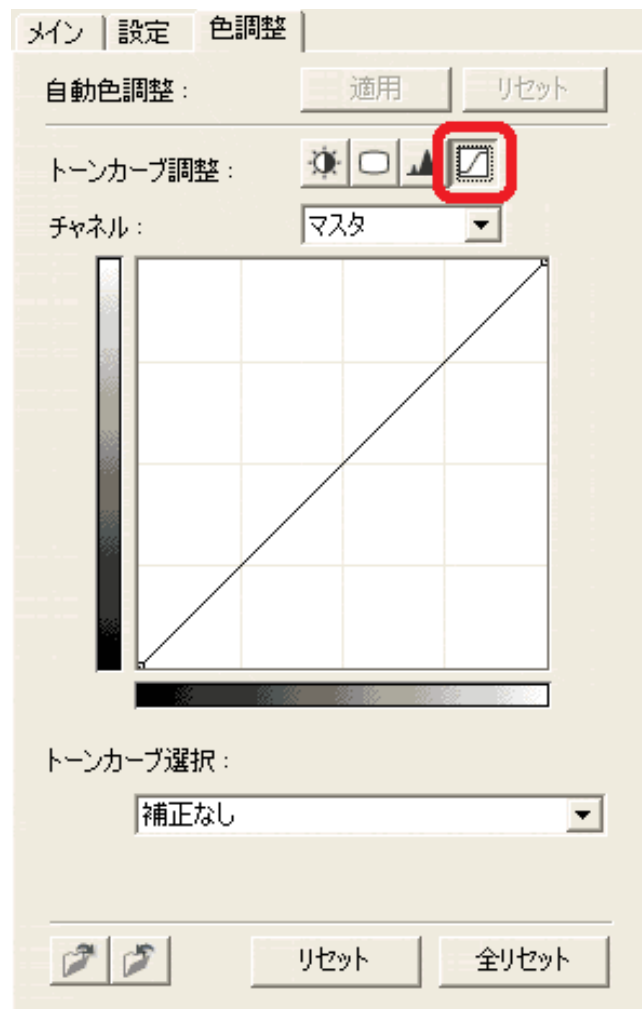 メイン 設定 色調整
自動色調整： 適用 リセット
トーンカーブ調整：
チャネル： マスタ
トーンカーブ選択：
補正なし
リセット 全リセット